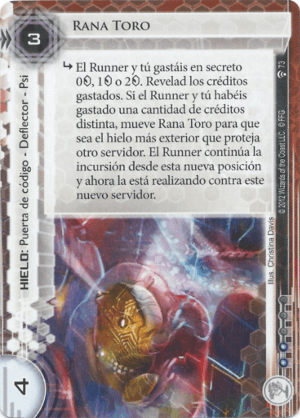 3
RANA TORO
↳ El Runner y tú gastáis en secreto
0, 1 o 2. Revelad los créditos
gastados. Si el Runner y tú habéis
gastado una cantidad de créditos
distinta, mueve Rana Toro para que
sea el hielo más exterior que proteja
otro servidor. El Runner continúa la
incursión desde esta nueva posición
y ahora la está realizando contra este
nuevo servidor.
HIELO: Puerta de código - Deflector - Psi
4
Illus. Christina Davis
© 2012 Wizards of the Coast LLC. © FFG
73